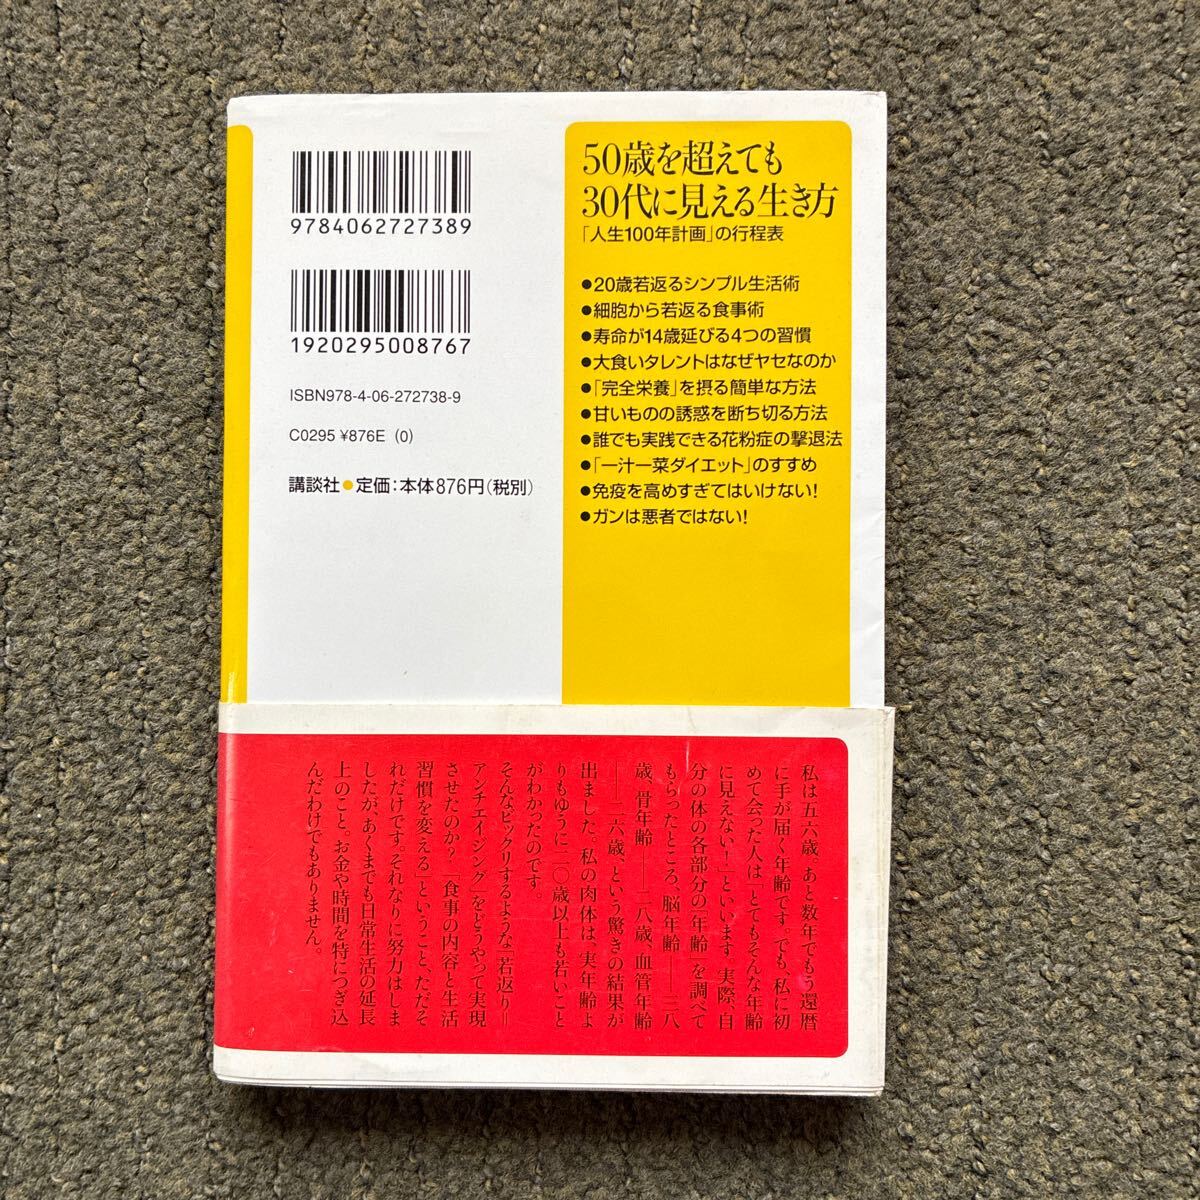 9784062727389
1920295008767
ISBN978-4-06-272738-9
C0295 ¥876E (0)
講談社●定価:本体876円(税別)
50歳を超えても
30代に見える生き方
「人生100年計画」の行程表
●20歳若返るシンプル生活術
●細胞から若返る食事術
●寿命が14歳延びる4つの習慣
●大食いタレントはなぜヤセなのか
●「完全栄養」を摂る簡単な方法
●甘いものの誘惑を断ち切る方法
●誰でも実践できる花粉症の撃退法
●「一汁一菜ダイエット」のすすめ
●免疫を高めすぎてはいけない!
●ガンは悪者ではない!
私は五六歳。あと数年でもう還暦
に手が届く年齢です。でも、私に初
めて会った人は「とてもそんな年齢
に見えない!」といいます。実際、自
分の体の各部分の「年齢」を調べて
もらったところ、脳年齢――三八
歳、骨年齢――二八歳、血管年齢
――二六歳、という驚きの結果が
出ました。私の肉体は、実年齢よ
りもゆうに二〇歳以上も若いこと
がわかったのです。
そんなビックリするような「若返り=
アンチエイジング」をどうやって実現
させたのか?「食事の内容と生活
習慣を変える」ということ、ただそ
れだけです。それなりに努力はしま
したが、あくまでも日常生活の延長
上のこと。お金や時間を特につぎ込
んだわけでもありません。